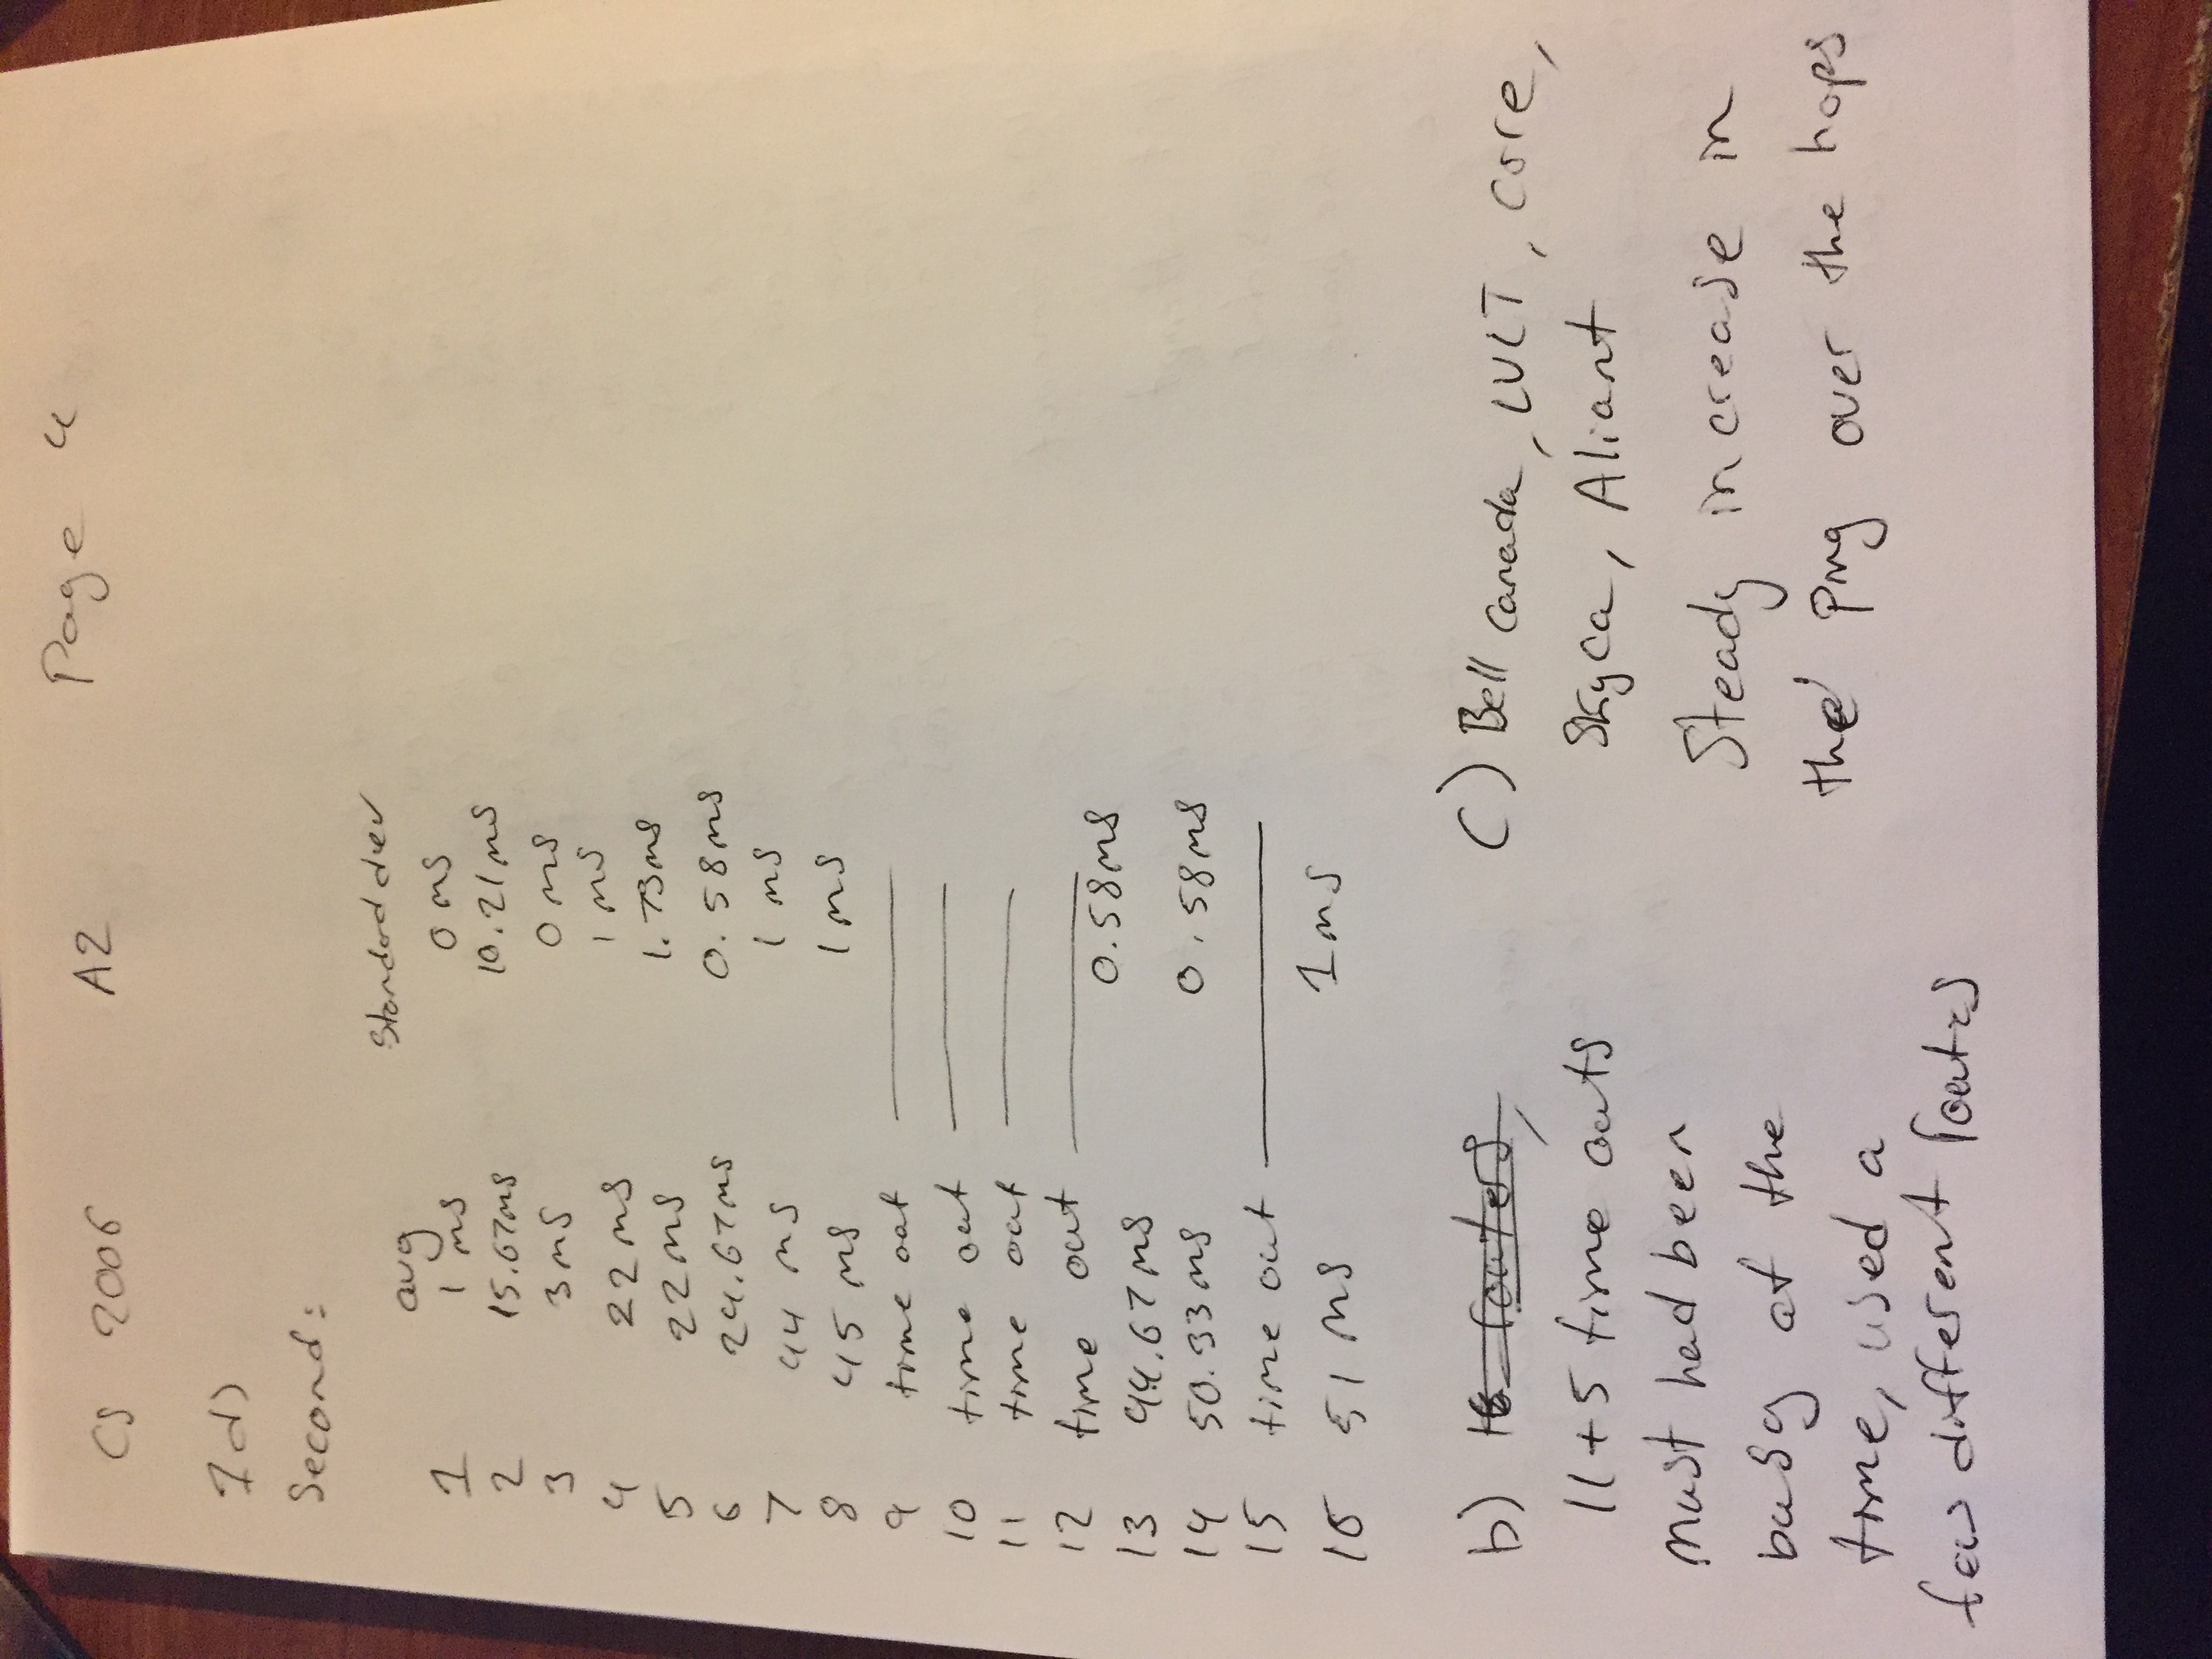 CS 2006 A2 Page 4
1d)
Second:
avg Standard dev
1 1 ms 0 ms
2 15.67ms 10.21ms
3 3ms 0 ms
4 22ms 1 ms
5 22ms 1.73ms
6 24.67ms 0.58ms
7 44 ms 1 ms
8 45 ms 1 ms
9 time out
10 time out
11 time out
12 time out
13 44.67ms 0.58ms
14 50.33ms 0.58ms
15 time out
16 51 ms 1ms
b) 16 routers,
11+5 time outs
must had been
busy at the
time, used a
few different routes
C) Bell Canada, LVLT, core,
Skyca, Aliant
Steady increase in
the ping over the hops